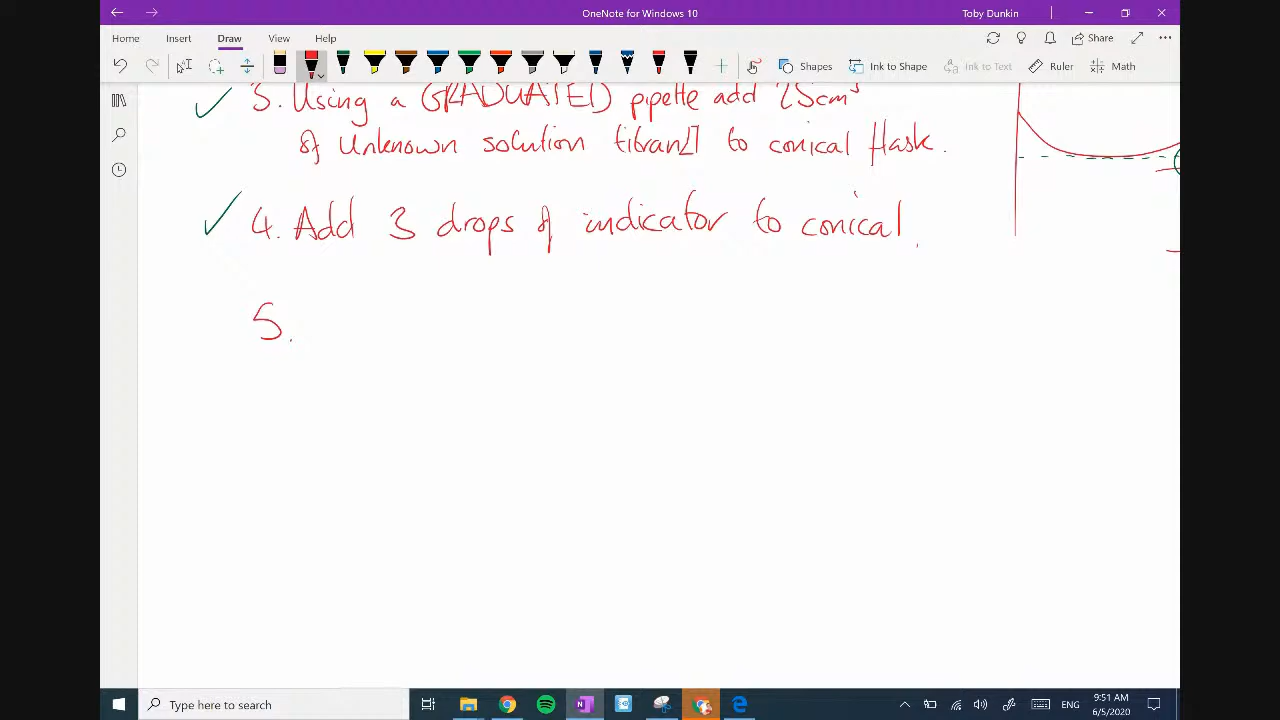 OneNote for Windows 10
Toby Dunkin
Home Insert Draw View Help
Share
Shapes Ink to Shape Ink to Text Ruler Math
3. Using a GRADUATED pipette add 25cm³
of Unknown solution titrant to conical flask.
4. Add 3 drops of indicator to conical.
5.
Type here to search
ENG
9:51 AM
6/5/2020